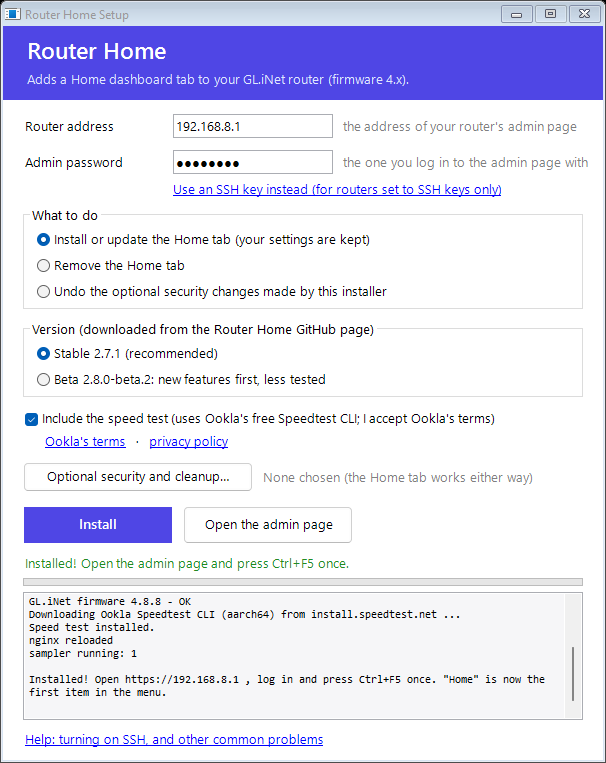 Router Home Setup
Router Home
Adds a Home dashboard tab to your GL.iNet router (firmware 4.x).
Router address 192.168.8.1 the address of your router's admin page
Admin password ●●●●●●●● the one you log in to the admin page with
Use an SSH key instead (for routers set to SSH keys only)
What to do
Install or update the Home tab (your settings are kept)
Remove the Home tab
Undo the optional security changes made by this installer
Version (downloaded from the Router Home GitHub page)
Stable 2.7.1 (recommended)
Beta 2.8.0-beta.2: new features first, less tested
Include the speed test (uses Ookla's free Speedtest CLI; I accept Ookla's terms)
Ookla's terms · privacy policy
Optional security and cleanup... None chosen (the Home tab works either way)
Install Open the admin page
Installed! Open the admin page and press Ctrl+F5 once.
GL.iNet firmware 4.8.8 - OK
Downloading Ookla Speedtest CLI (aarch64) from install.speedtest.net ...
Speed test installed.
nginx reloaded
sampler running: 1
Installed! Open https://192.168.8.1 , log in and press Ctrl+F5 once. "Home" is now the
first item in the menu.
Help: turning on SSH, and other common problems